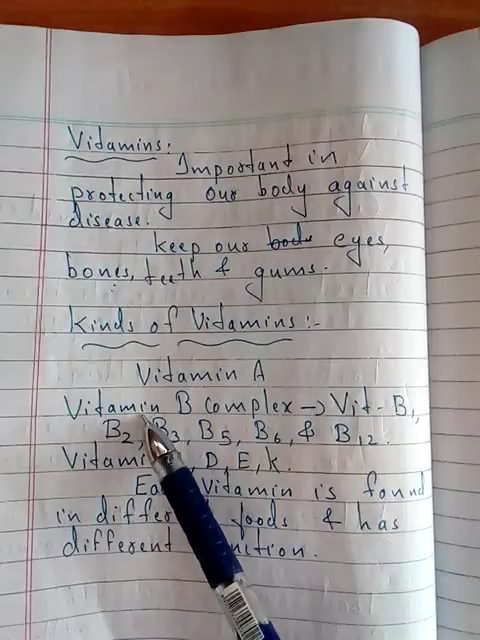 Vitamins:
Important in
protecting our body against
disease.
keep our eyes,
bones, teeth & gums.
Kinds of Vitamins:-
Vitamin A
Vitamin B Complex → Vit-B1,
B2, B3, B5, B6, & B12.
D, E, K.
Vitamin is found
in foods & has
different